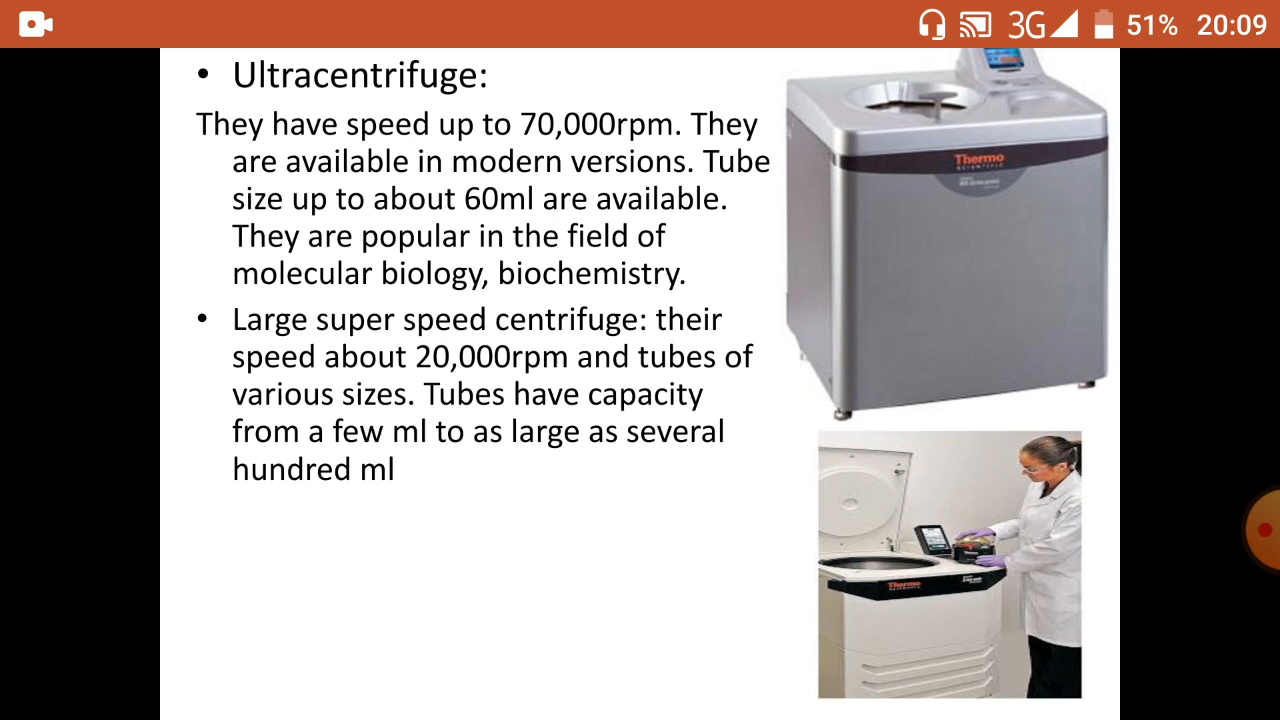 3G 51% 20:09
• Ultracentrifuge:
They have speed up to 70,000rpm. They
are available in modern versions. Tube
size up to about 60ml are available.
They are popular in the field of
molecular biology, biochemistry.
• Large super speed centrifuge: their
speed about 20,000rpm and tubes of
various sizes. Tubes have capacity
from a few ml to as large as several
hundred ml
Thermo
SCIENTIFIC
Thermo
SCIENTIFIC